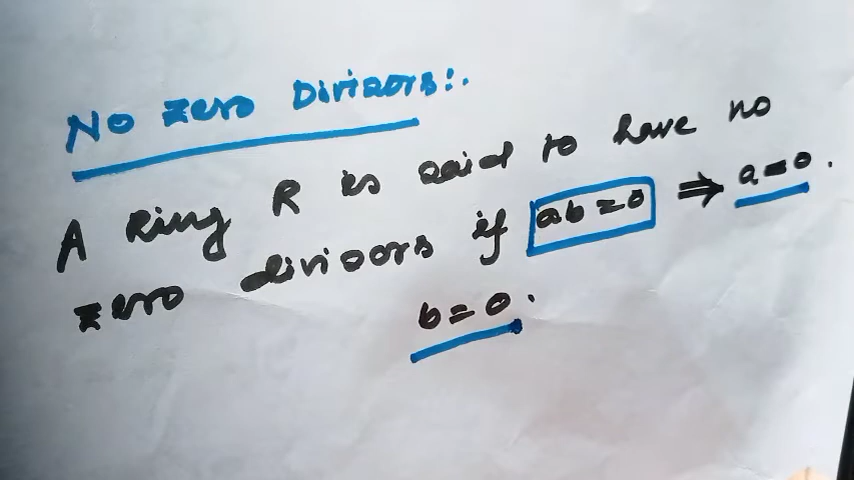 No zero Divisors:.
A Ring R is said to have no
zero divisors if ab=0 ⇒ a=0.
b=0.